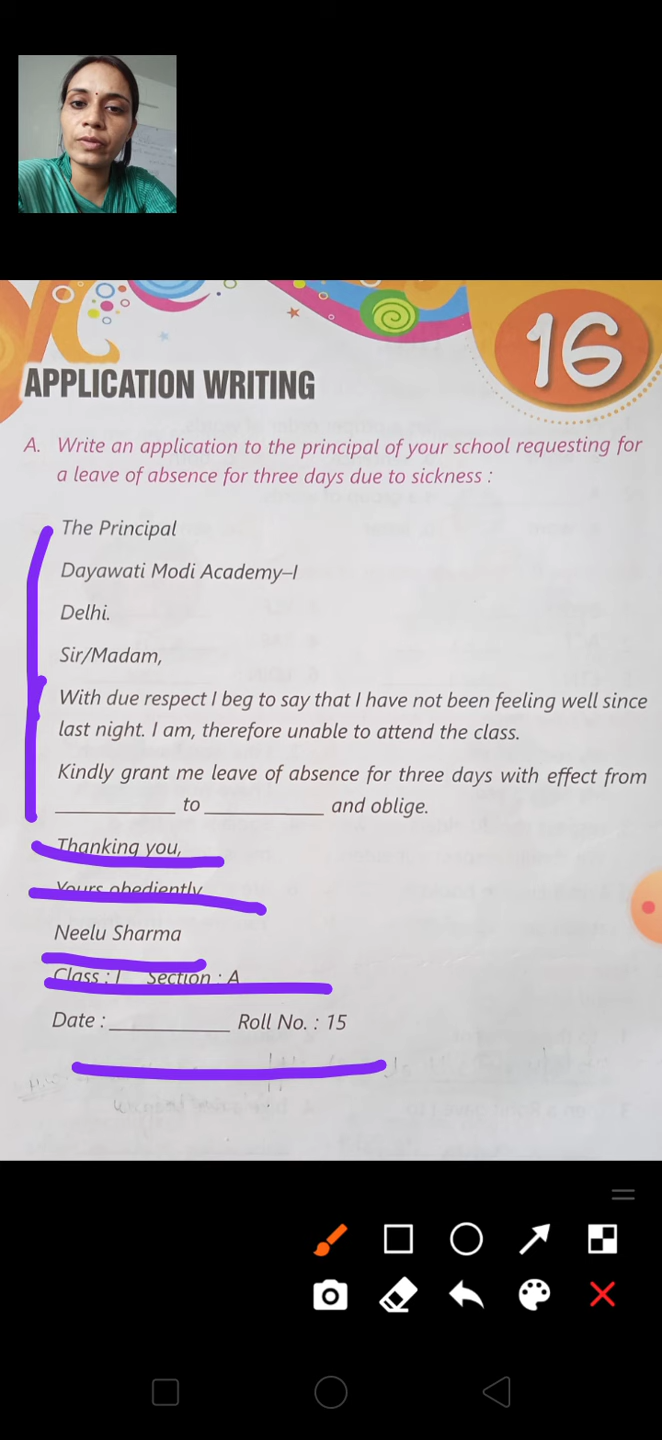 16
APPLICATION WRITING
A. Write an application to the principal of your school requesting for
a leave of absence for three days due to sickness :
The Principal
Dayawati Modi Academy–I
Delhi.
Sir/Madam,
With due respect I beg to say that I have not been feeling well since
last night. I am, therefore unable to attend the class.
Kindly grant me leave of absence for three days with effect from
____________ to ____________ and oblige.
Thanking you,
Yours obediently
Neelu Sharma
Class : I Section : A
Date : ____________ Roll No. : 15